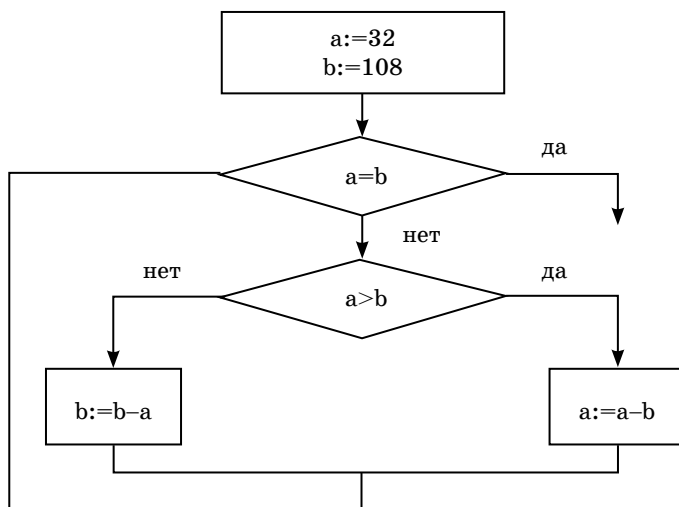 a:=32
b:=108
a=b
да
нет
a>b
нет
да
b:=b–a
a:=a–b